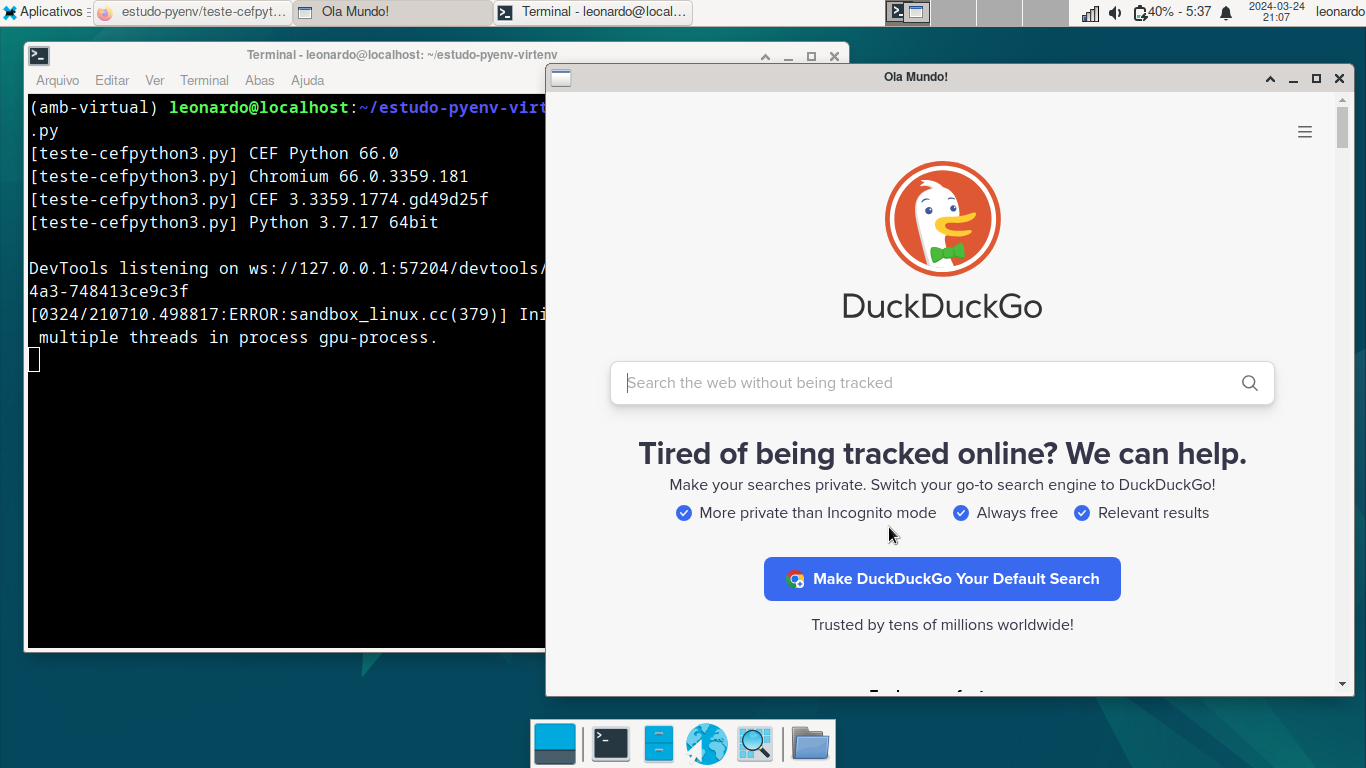 Aplicativos
estudo-pyenv/teste-cefpyt...
Ola Mundo!
Terminal - leonardo@local...
40% - 5:37
2024-03-24
21:07
leonardo
Terminal - leonardo@localhost: ~/estudo-pyenv-virtenv
Arquivo Editar Ver Terminal Abas Ajuda
(amb-virtual) leonardo@localhost:~/estudo-pyenv-virt
.py
[teste-cefpython3.py] CEF Python 66.0
[teste-cefpython3.py] Chromium 66.0.3359.181
[teste-cefpython3.py] CEF 3.3359.1774.gd49d25f
[teste-cefpython3.py] Python 3.7.17 64bit
DevTools listening on ws://127.0.0.1:57204/devtools/
4a3-748413ce9c3f
[0324/210710.498817:ERROR:sandbox_linux.cc(379)] Ini
multiple threads in process gpu-process.
Ola Mundo!
DuckDuckGo
Search the web without being tracked
Tired of being tracked online? We can help.
Make your searches private. Switch your go-to search engine to DuckDuckGo!
More private than Incognito mode Always free Relevant results
Make DuckDuckGo Your Default Search
Trusted by tens of millions worldwide!